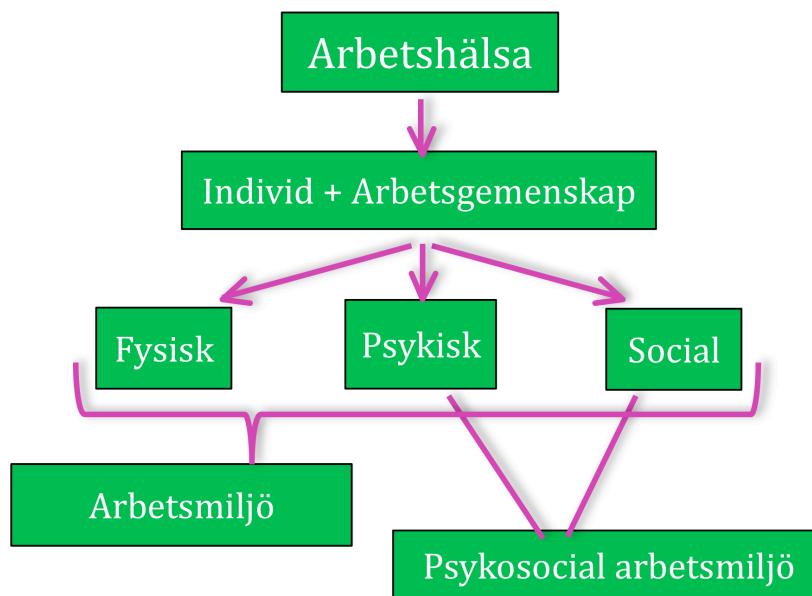 Arbetshälsa
Individ + Arbetsgemenskap
Fysisk
Psykisk
Social
Arbetsmiljö
Psykosocial arbetsmiljö